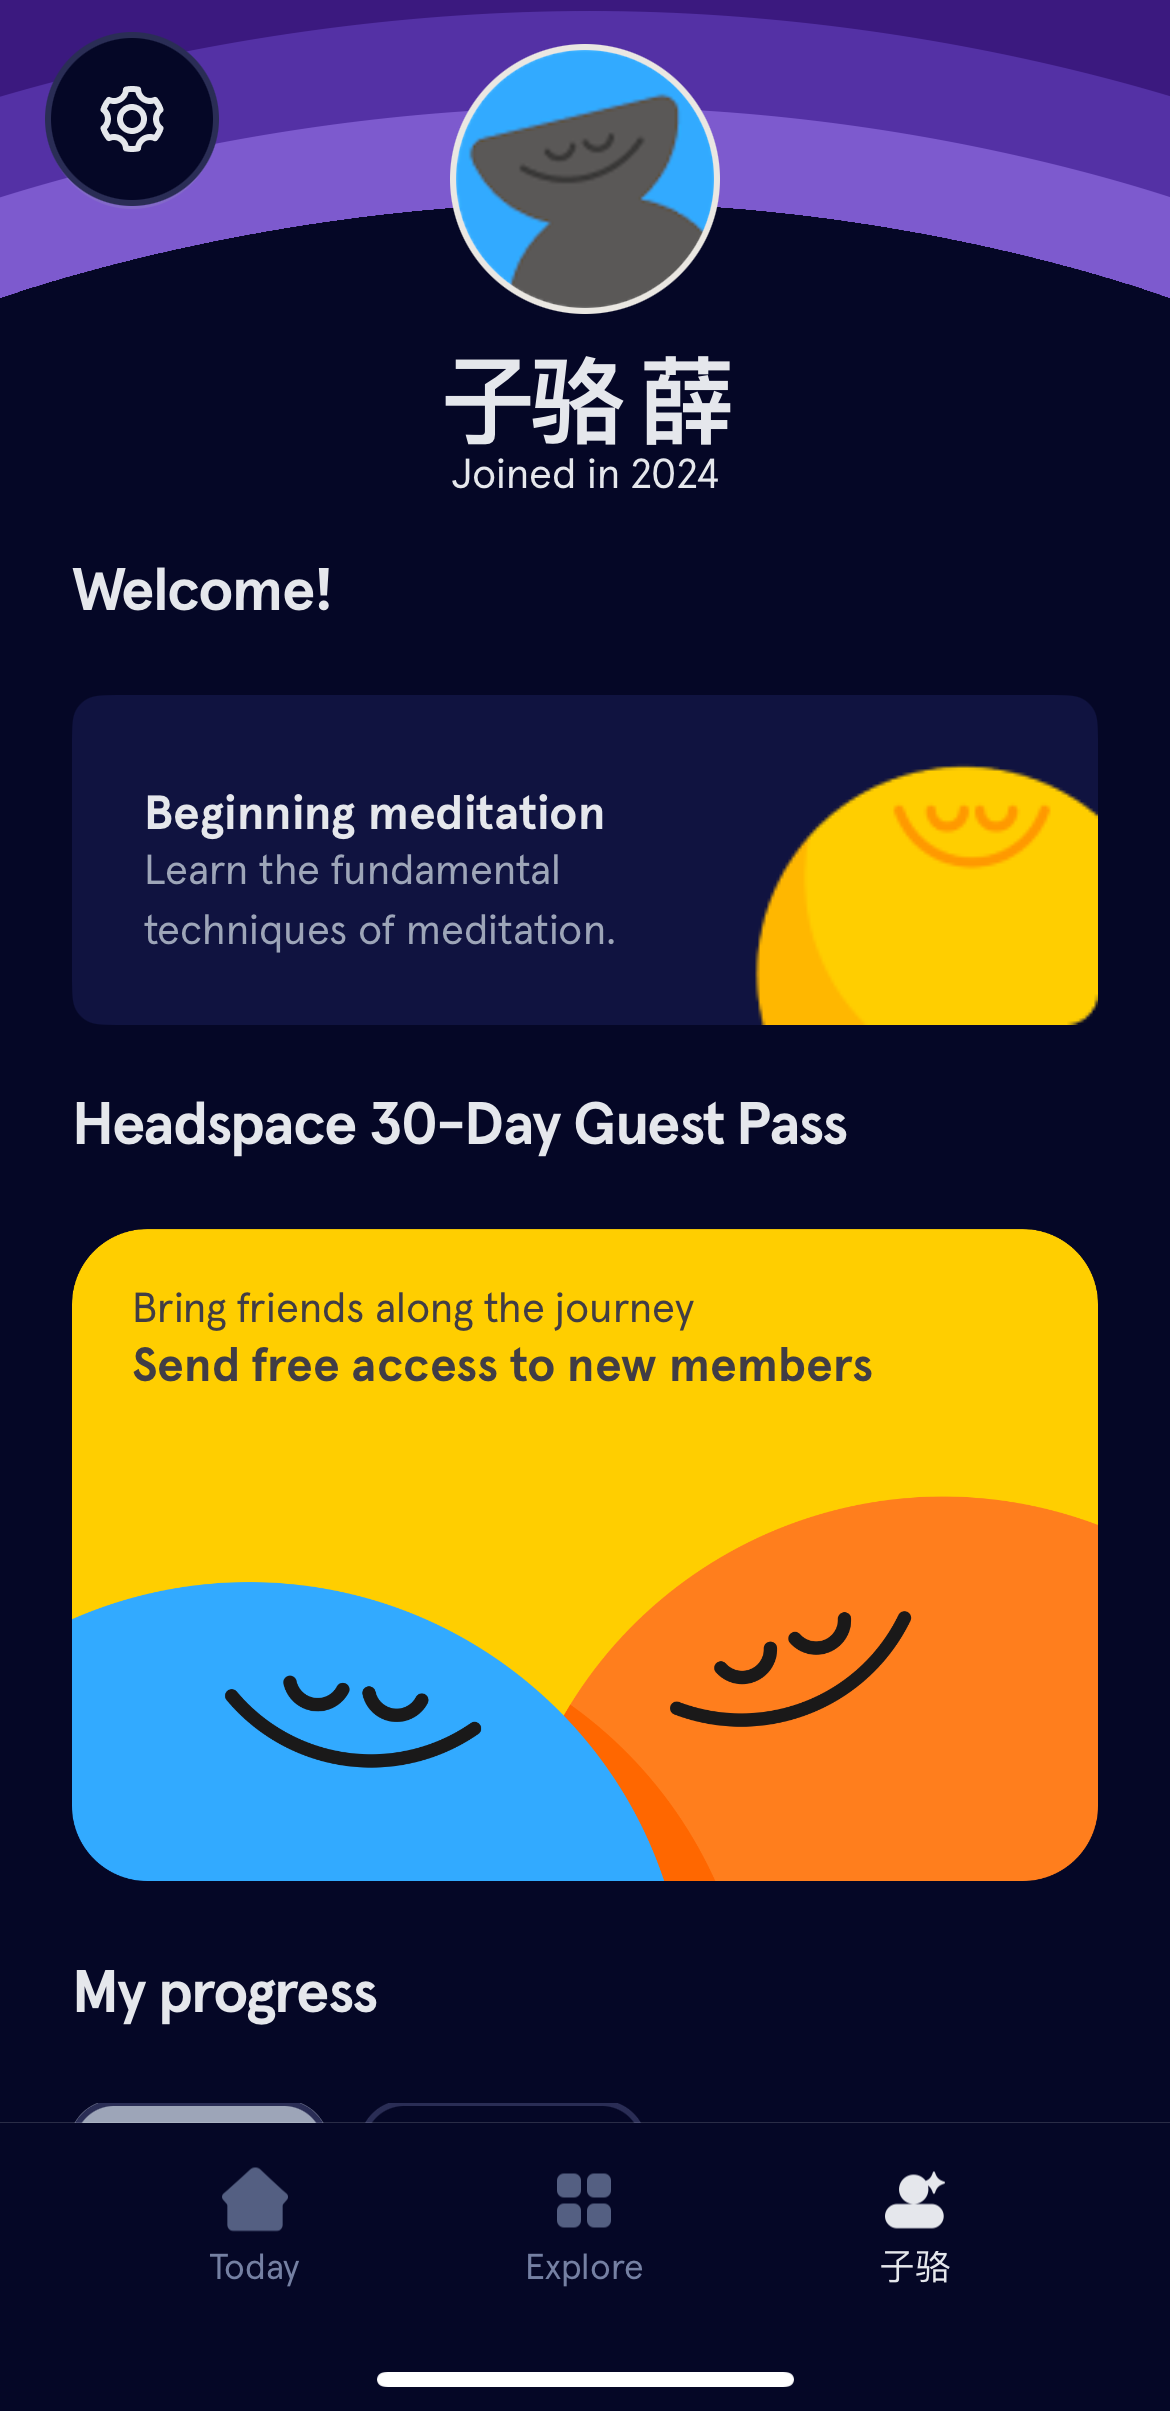 子骆 薛
Joined in 2024
Welcome!
Beginning meditation
Learn the fundamental
techniques of meditation.
Headspace 30-Day Guest Pass
Bring friends along the journey
Send free access to new members
My progress
Today
Explore
子骆